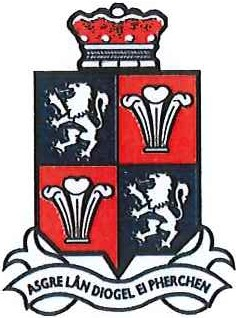 ASGRE LÂN DIOGEL EI PHERCHEN